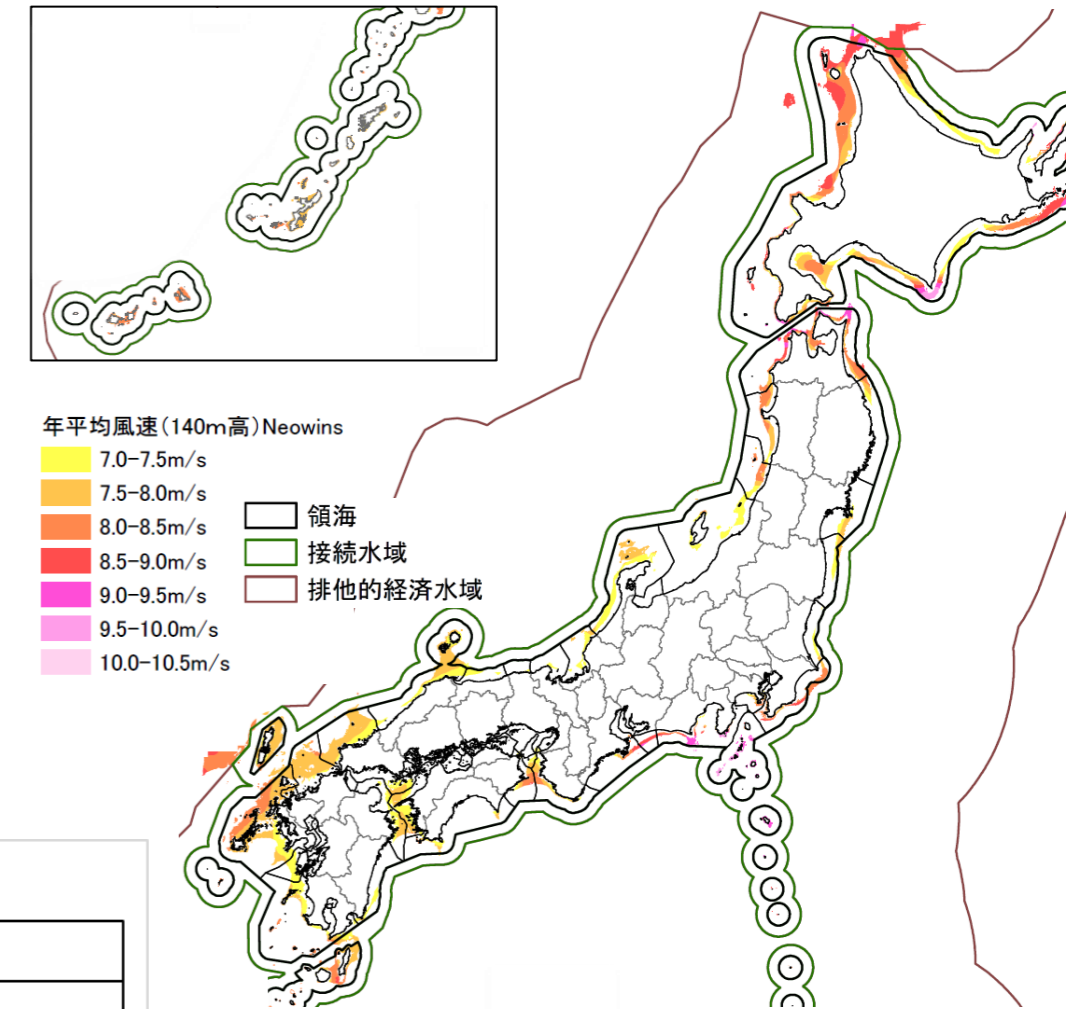 年平均風速(140m高)Neowins
7.0-7.5m/s
7.5-8.0m/s
8.0-8.5m/s
8.5-9.0m/s
9.0-9.5m/s
9.5-10.0m/s
10.0-10.5m/s
領海
接続水域
排他的経済水域